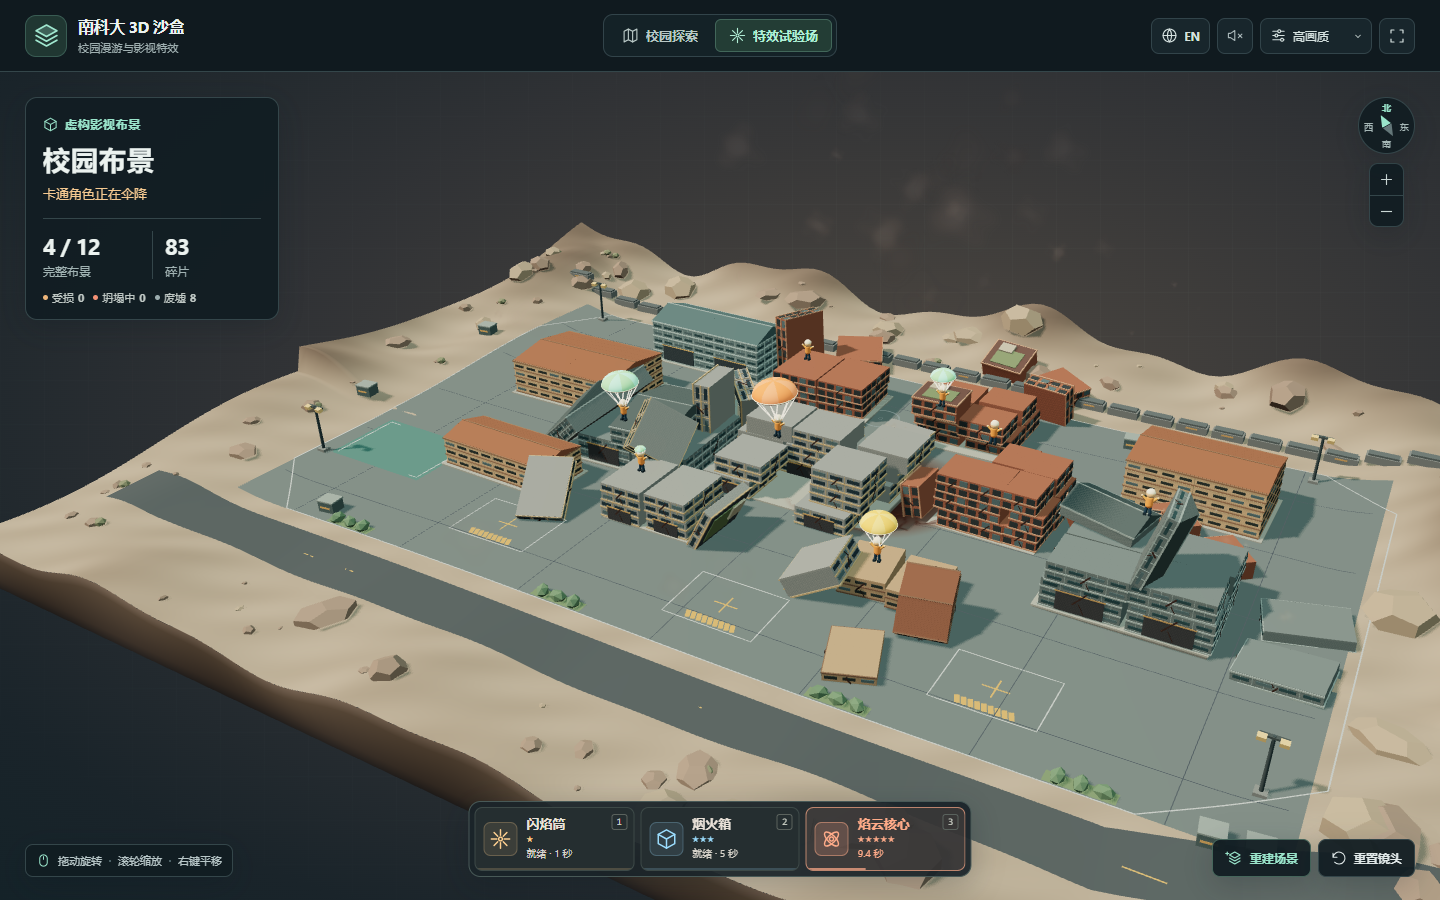 南科大 3D 沙盒
校园漫游与影视特效
校园探索
特效试验场
EN
高画质
虚构影视布景
校园布景
卡通角色正在伞降
4 / 12
完整布景
83
碎片
受损 0
坍塌中 0
废墟 8
北
西
东
南
+
−
闪焰筒
1
★
就绪 · 1 秒
烟火箱
2
★★★
就绪 · 5 秒
焰云核心
3
★★★★★
9.4 秒
拖动旋转 · 滚轮缩放 · 右键平移
重建场景
重置镜头